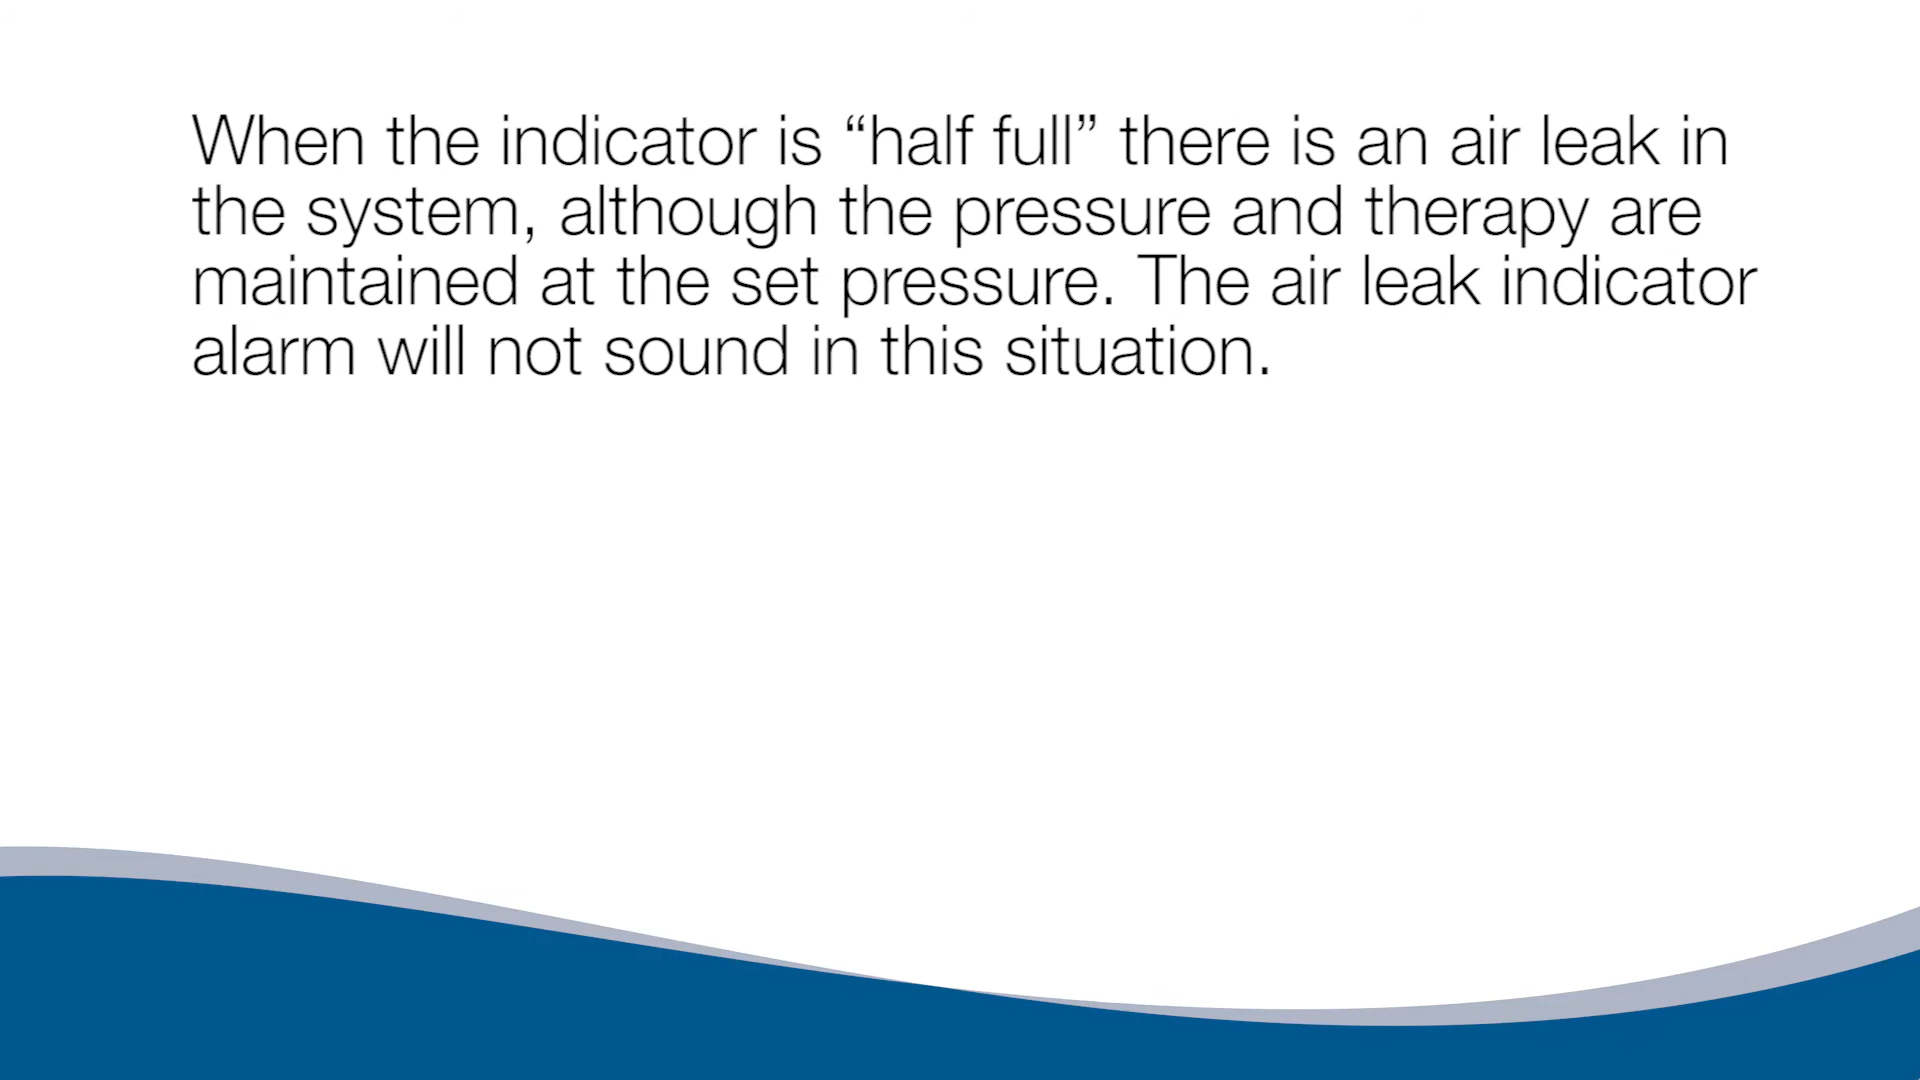 When the indicator is “half full” there is an air leak in
the system, although the pressure and therapy are
maintained at the set pressure. The air leak indicator
alarm will not sound in this situation.